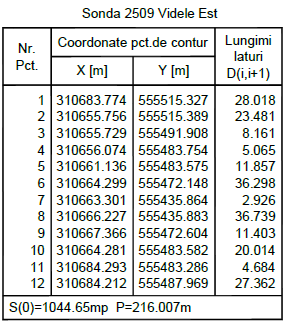 Sonda 2509 Videle Est
Nr. Pct. Coordonate pct.de contur Lungimi laturi D(i,i+1)
X [m] Y [m]
1 310683.774 555515.327 28.018
2 310655.756 555515.389 23.481
3 310655.729 555491.908 8.161
4 310656.074 555483.754 5.065
5 310661.136 555483.575 11.857
6 310664.299 555472.148 36.298
7 310663.301 555435.864 2.926
8 310666.227 555435.883 36.739
9 310667.366 555472.604 11.403
10 310664.281 555483.582 20.014
11 310684.293 555483.286 4.684
12 310684.212 555487.969 27.362
S(0)=1044.65mp P=216.007m